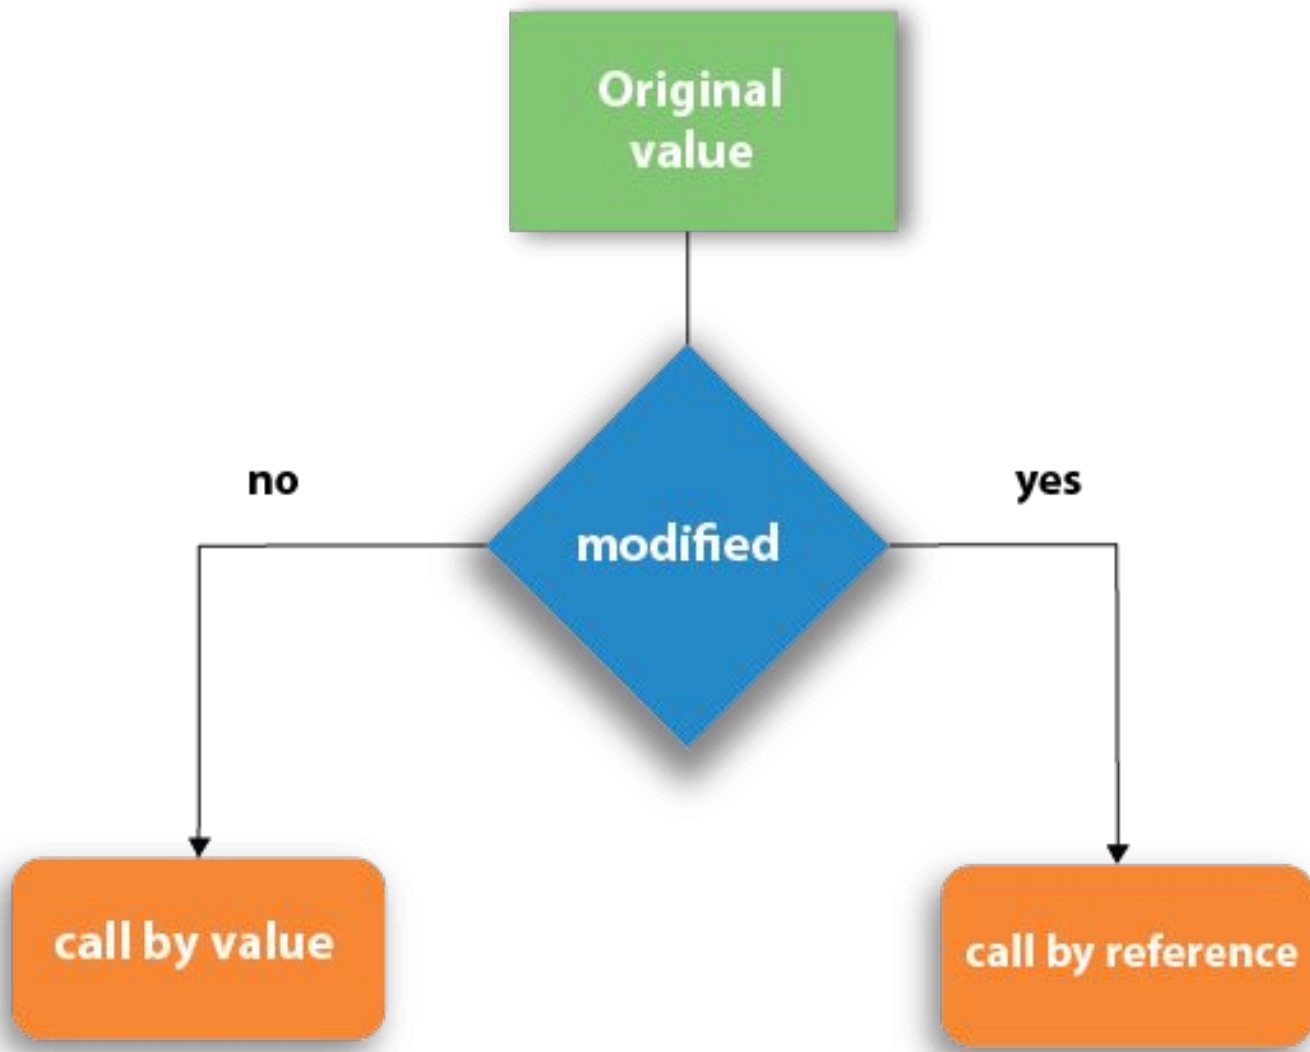 Original
value
no
yes
modified
call by value
call by reference